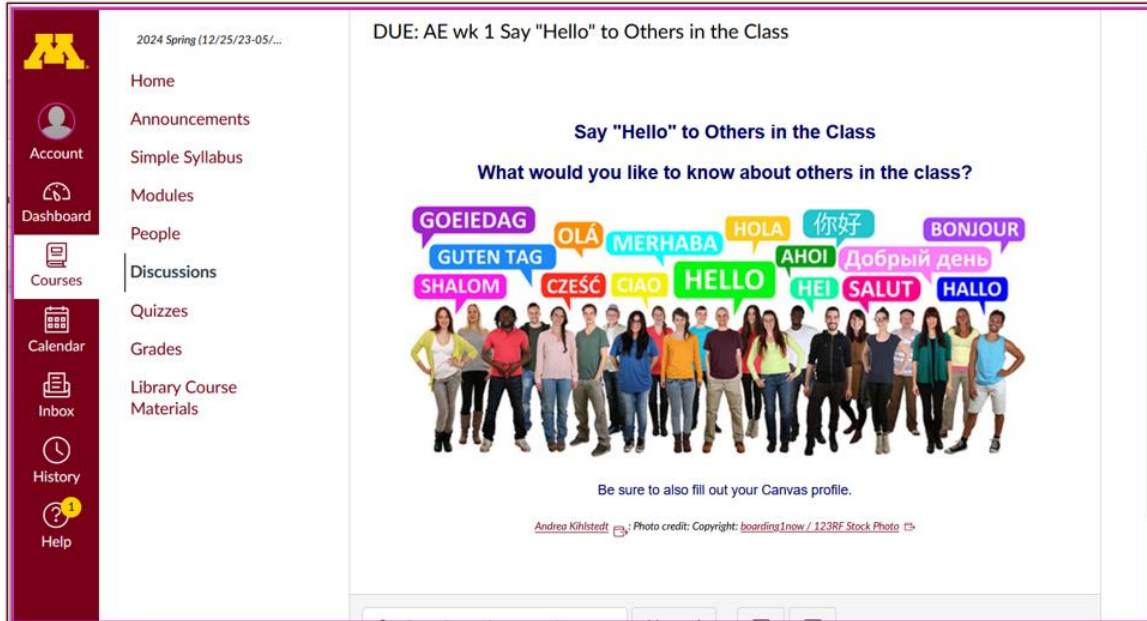 2024 Spring (12/25/23-05/...
Account
Dashboard
Courses
Calendar
Inbox
History
1
Help
Home
Announcements
Simple Syllabus
Modules
People
Discussions
Quizzes
Grades
Library Course
Materials
DUE: AE wk 1 Say "Hello" to Others in the Class
Say "Hello" to Others in the Class
What would you like to know about others in the class?
GOEIEDAG
OLÁ
MERHABA
HOLA
你好
BONJOUR
GUTEN TAG
AHOI
Добрый день
SHALOM
CZEŚĆ
CIAO
HELLO
HEI
SALUT
HALLO
Be sure to also fill out your Canvas profile.
Andrea Kihlstedt : Photo credit: Copyright: boarding1now / 123RF Stock Photo